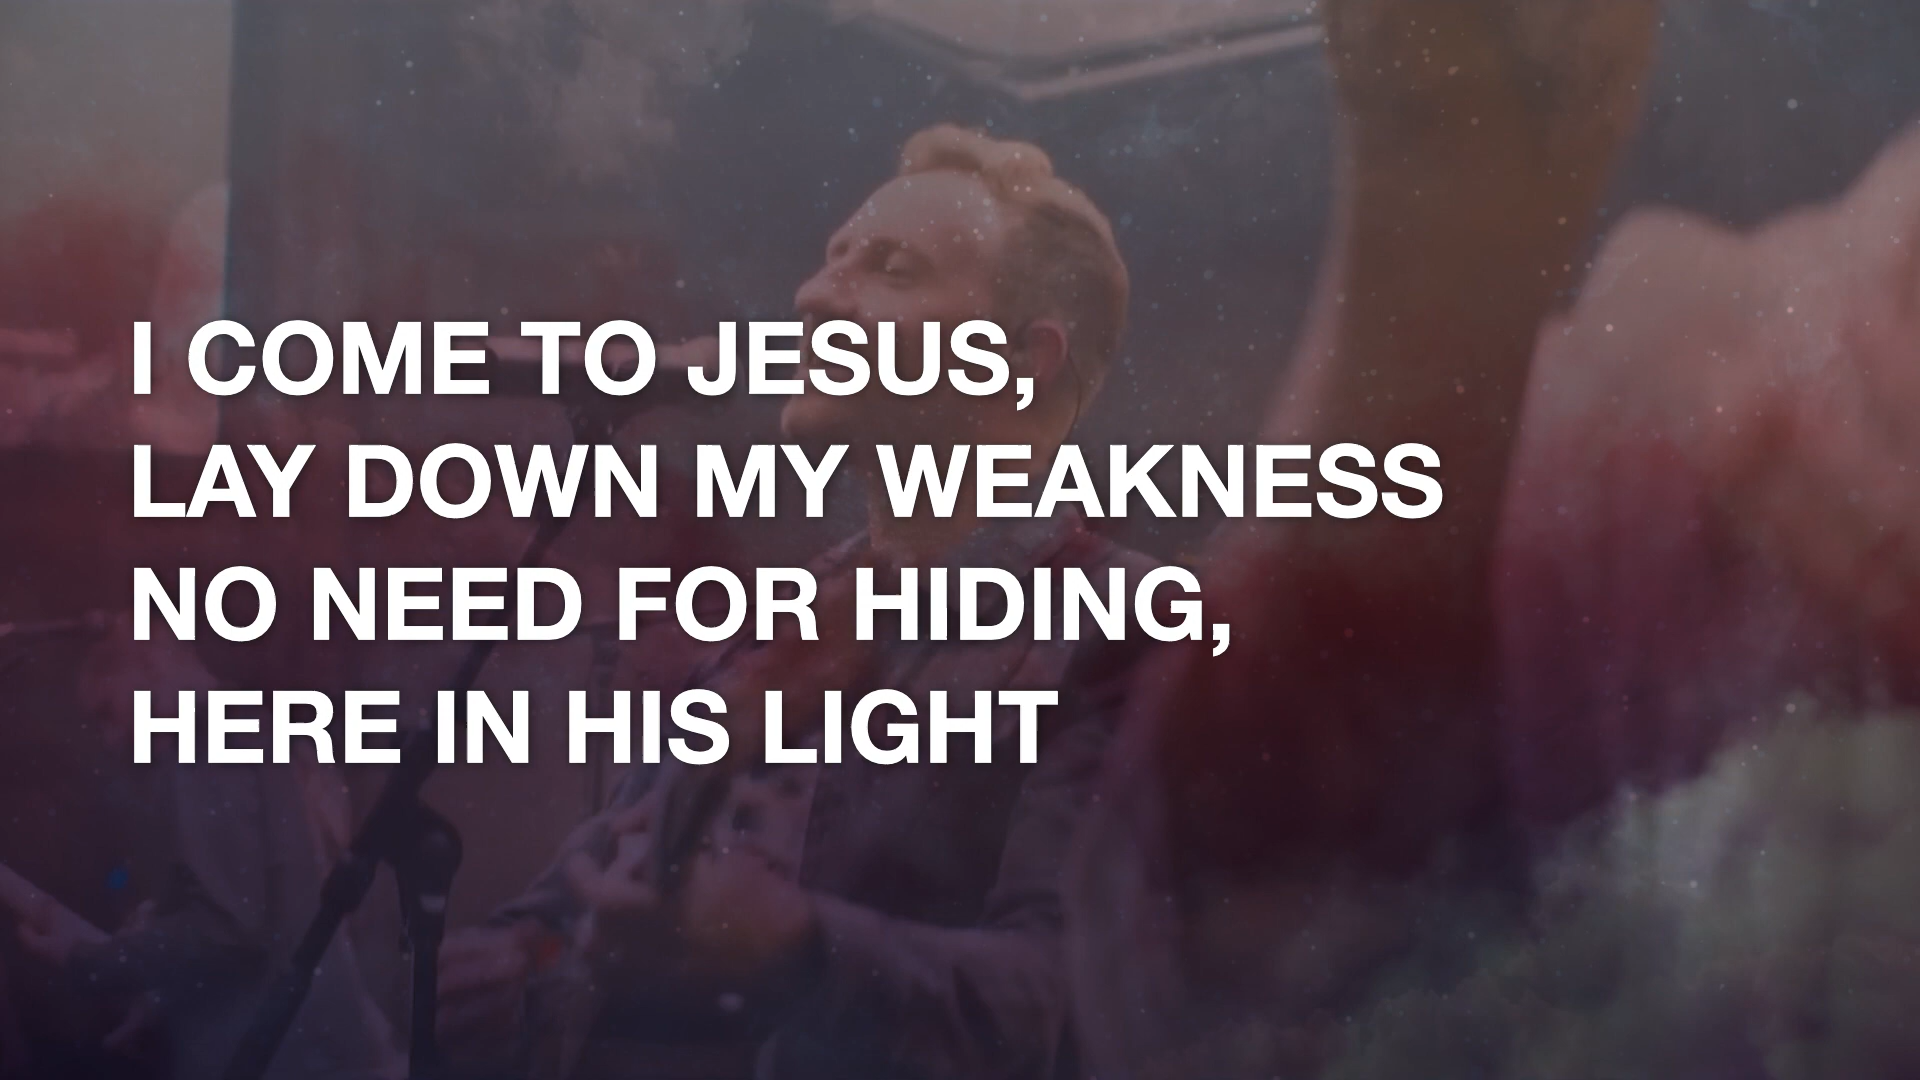 I COME TO JESUS,
LAY DOWN MY WEAKNESS
NO NEED FOR HIDING,
HERE IN HIS LIGHT